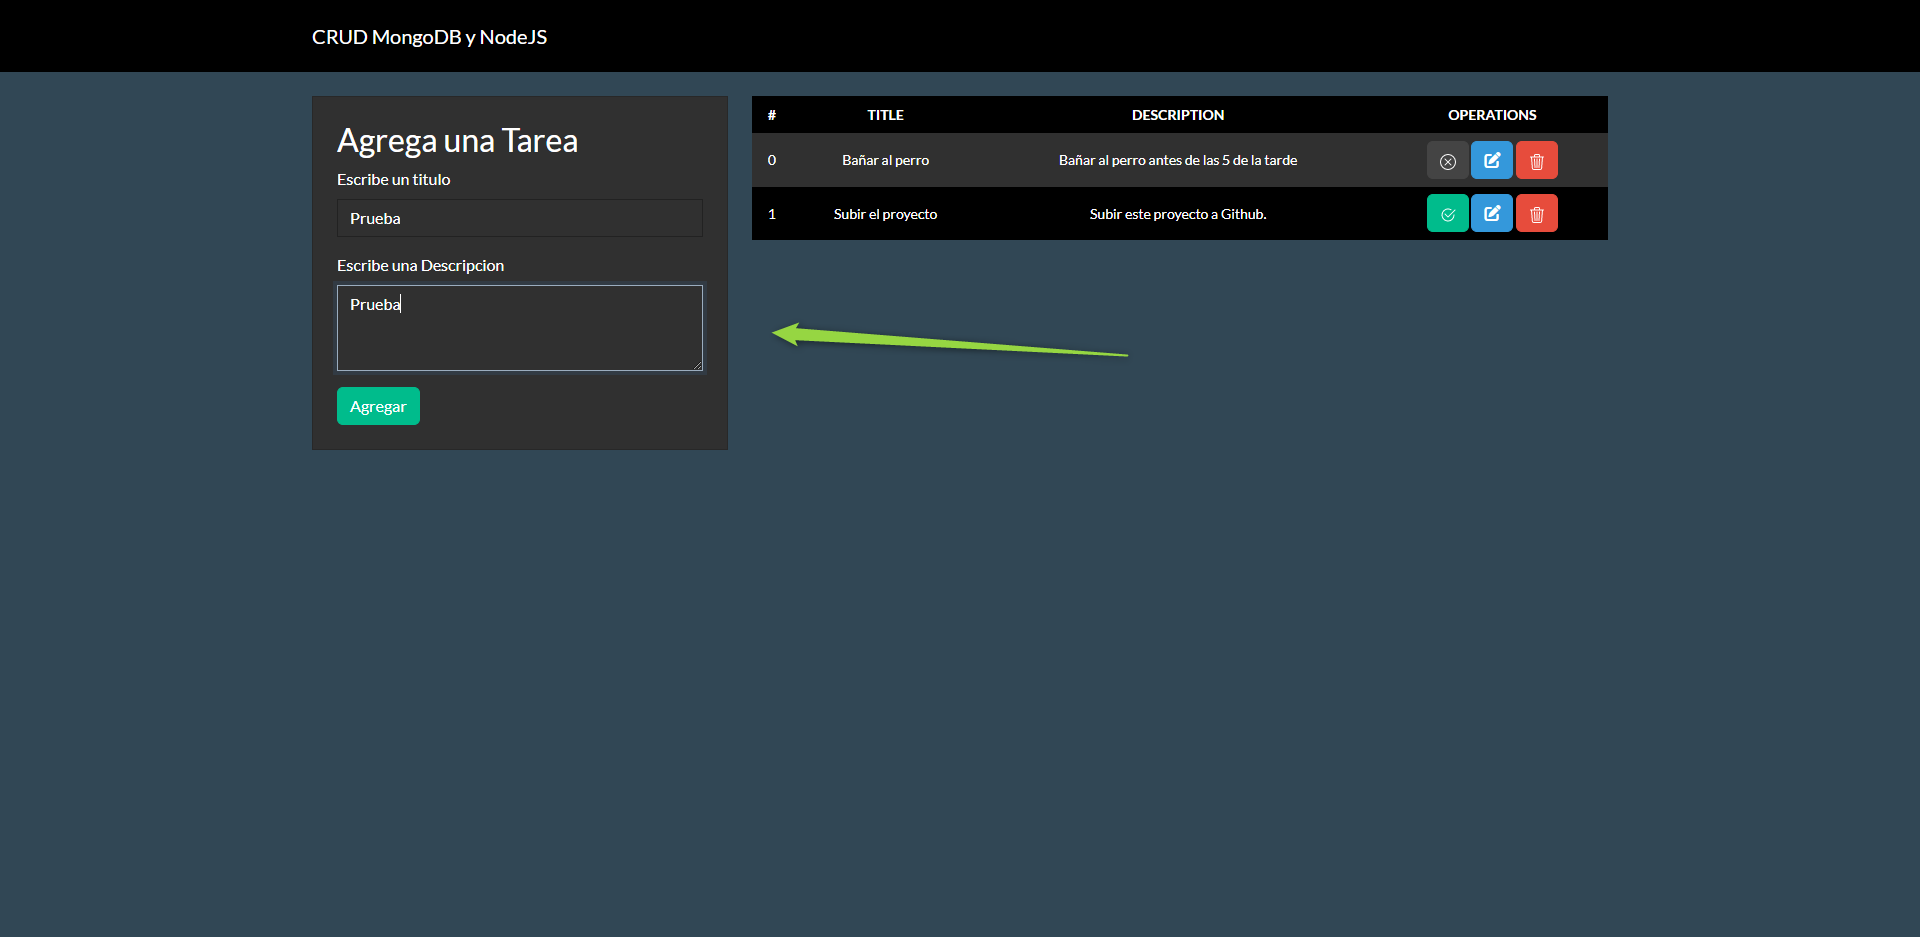 CRUD MongoDB y NodeJS
Agrega una Tarea
Escribe un titulo
Prueba
Escribe una Descripcion
Prueba
Agregar
# TITLE DESCRIPTION OPERATIONS
0 Bañar al perro Bañar al perro antes de las 5 de la tarde
1 Subir el proyecto Subir este proyecto a Github.